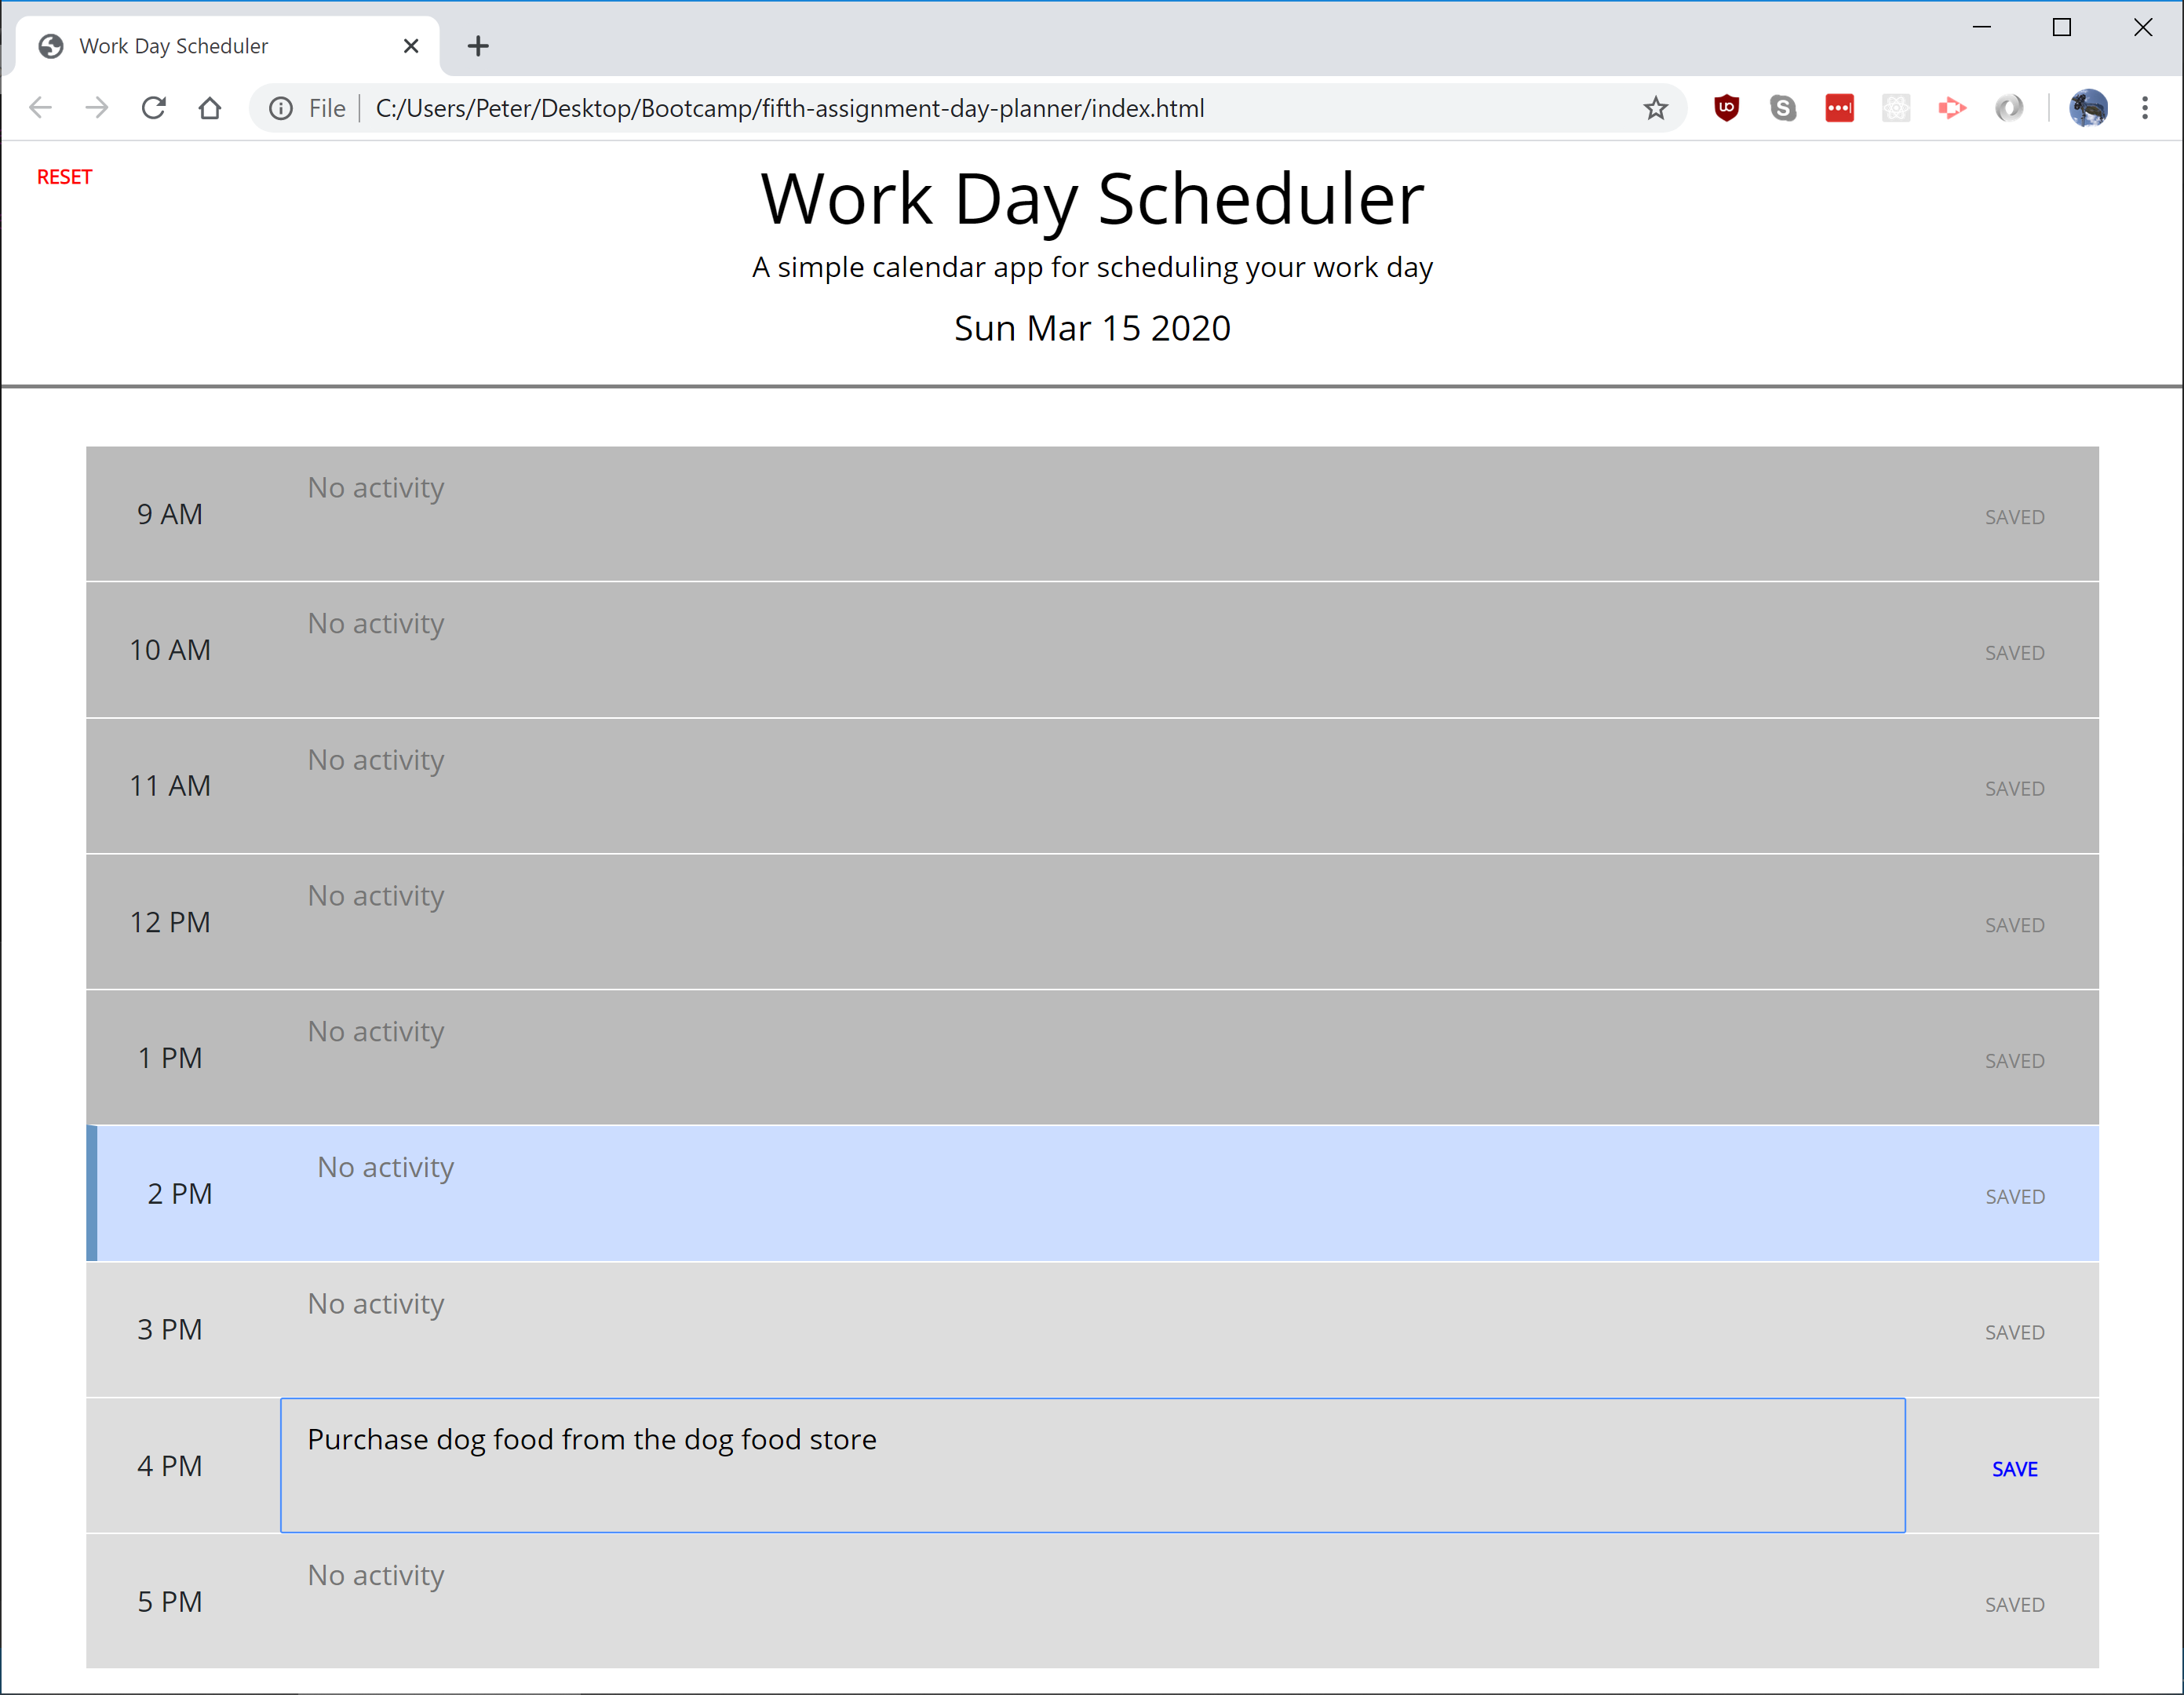 Work Day Scheduler
File C:/Users/Peter/Desktop/Bootcamp/fifth-assignment-day-planner/index.html
RESET
Work Day Scheduler
A simple calendar app for scheduling your work day
Sun Mar 15 2020
9 AM No activity SAVED
10 AM No activity SAVED
11 AM No activity SAVED
12 PM No activity SAVED
1 PM No activity SAVED
2 PM No activity SAVED
3 PM No activity SAVED
4 PM Purchase dog food from the dog food store SAVE
5 PM No activity SAVED